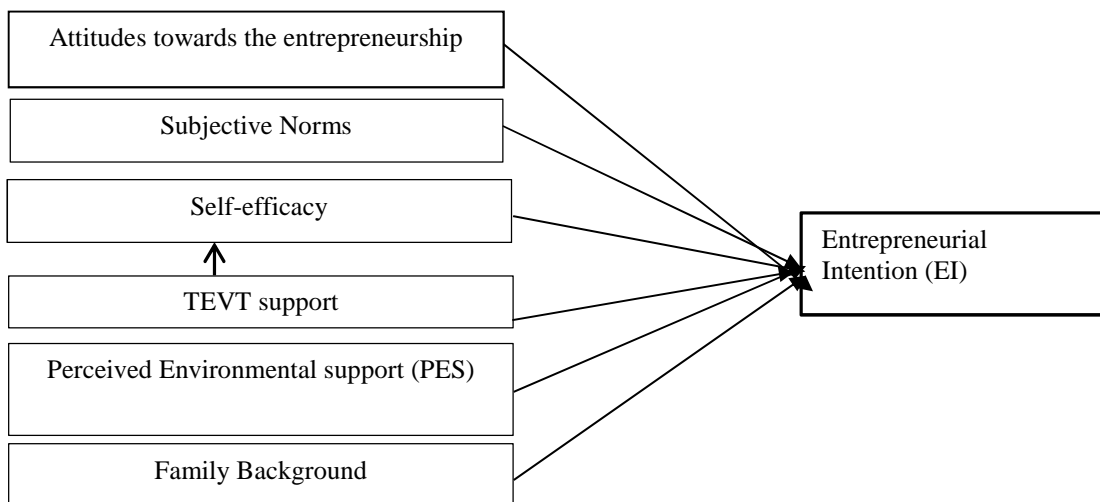 Attitudes towards the entrepreneurship
Subjective Norms
Self-efficacy
TEVT support
Perceived Environmental support (PES)
Family Background
Entrepreneurial
Intention (EI)